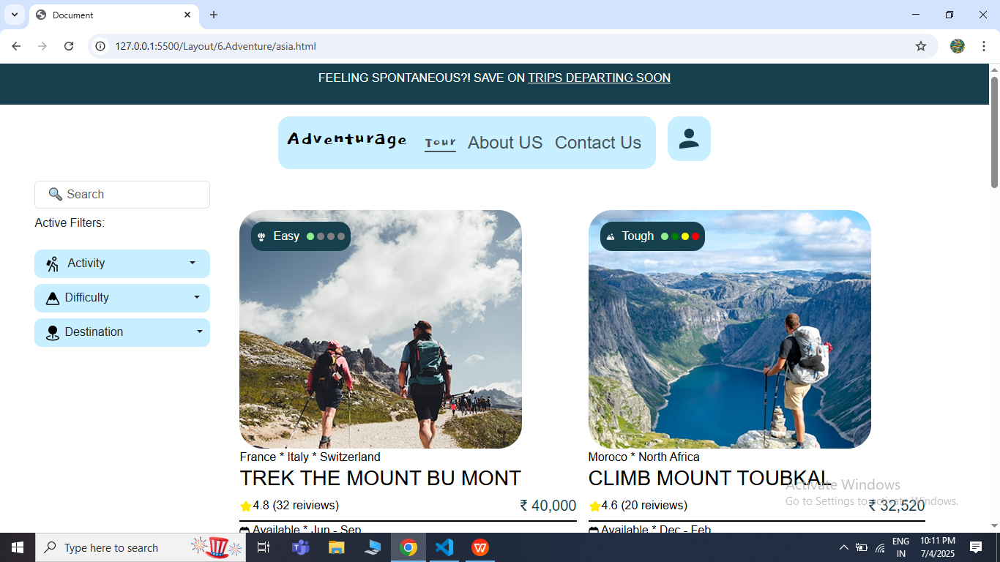 Document
127.0.0.1:5500/Layout/6.Adventure/asia.html
FEELING SPONTANEOUS?! SAVE ON TRIPS DEPARTING SOON
Adventurage Tour About US Contact Us
Search
Active Filters:
Activity
Difficulty
Destination
Easy
France * Italy * Switzerland
TREK THE MOUNT BU MONT
4.8 (32 reiviews) ₹ 40,000
Available * Jun - Sep
Tough
Moroco * North Africa
CLIMB MOUNT TOUBKAL
4.6 (20 reiviews) ₹ 32,520
Available * Dec - Feb
Activate Windows
Go to Settings to activate Windows.
Type here to search
ENG
IN
10:11 PM
7/4/2025